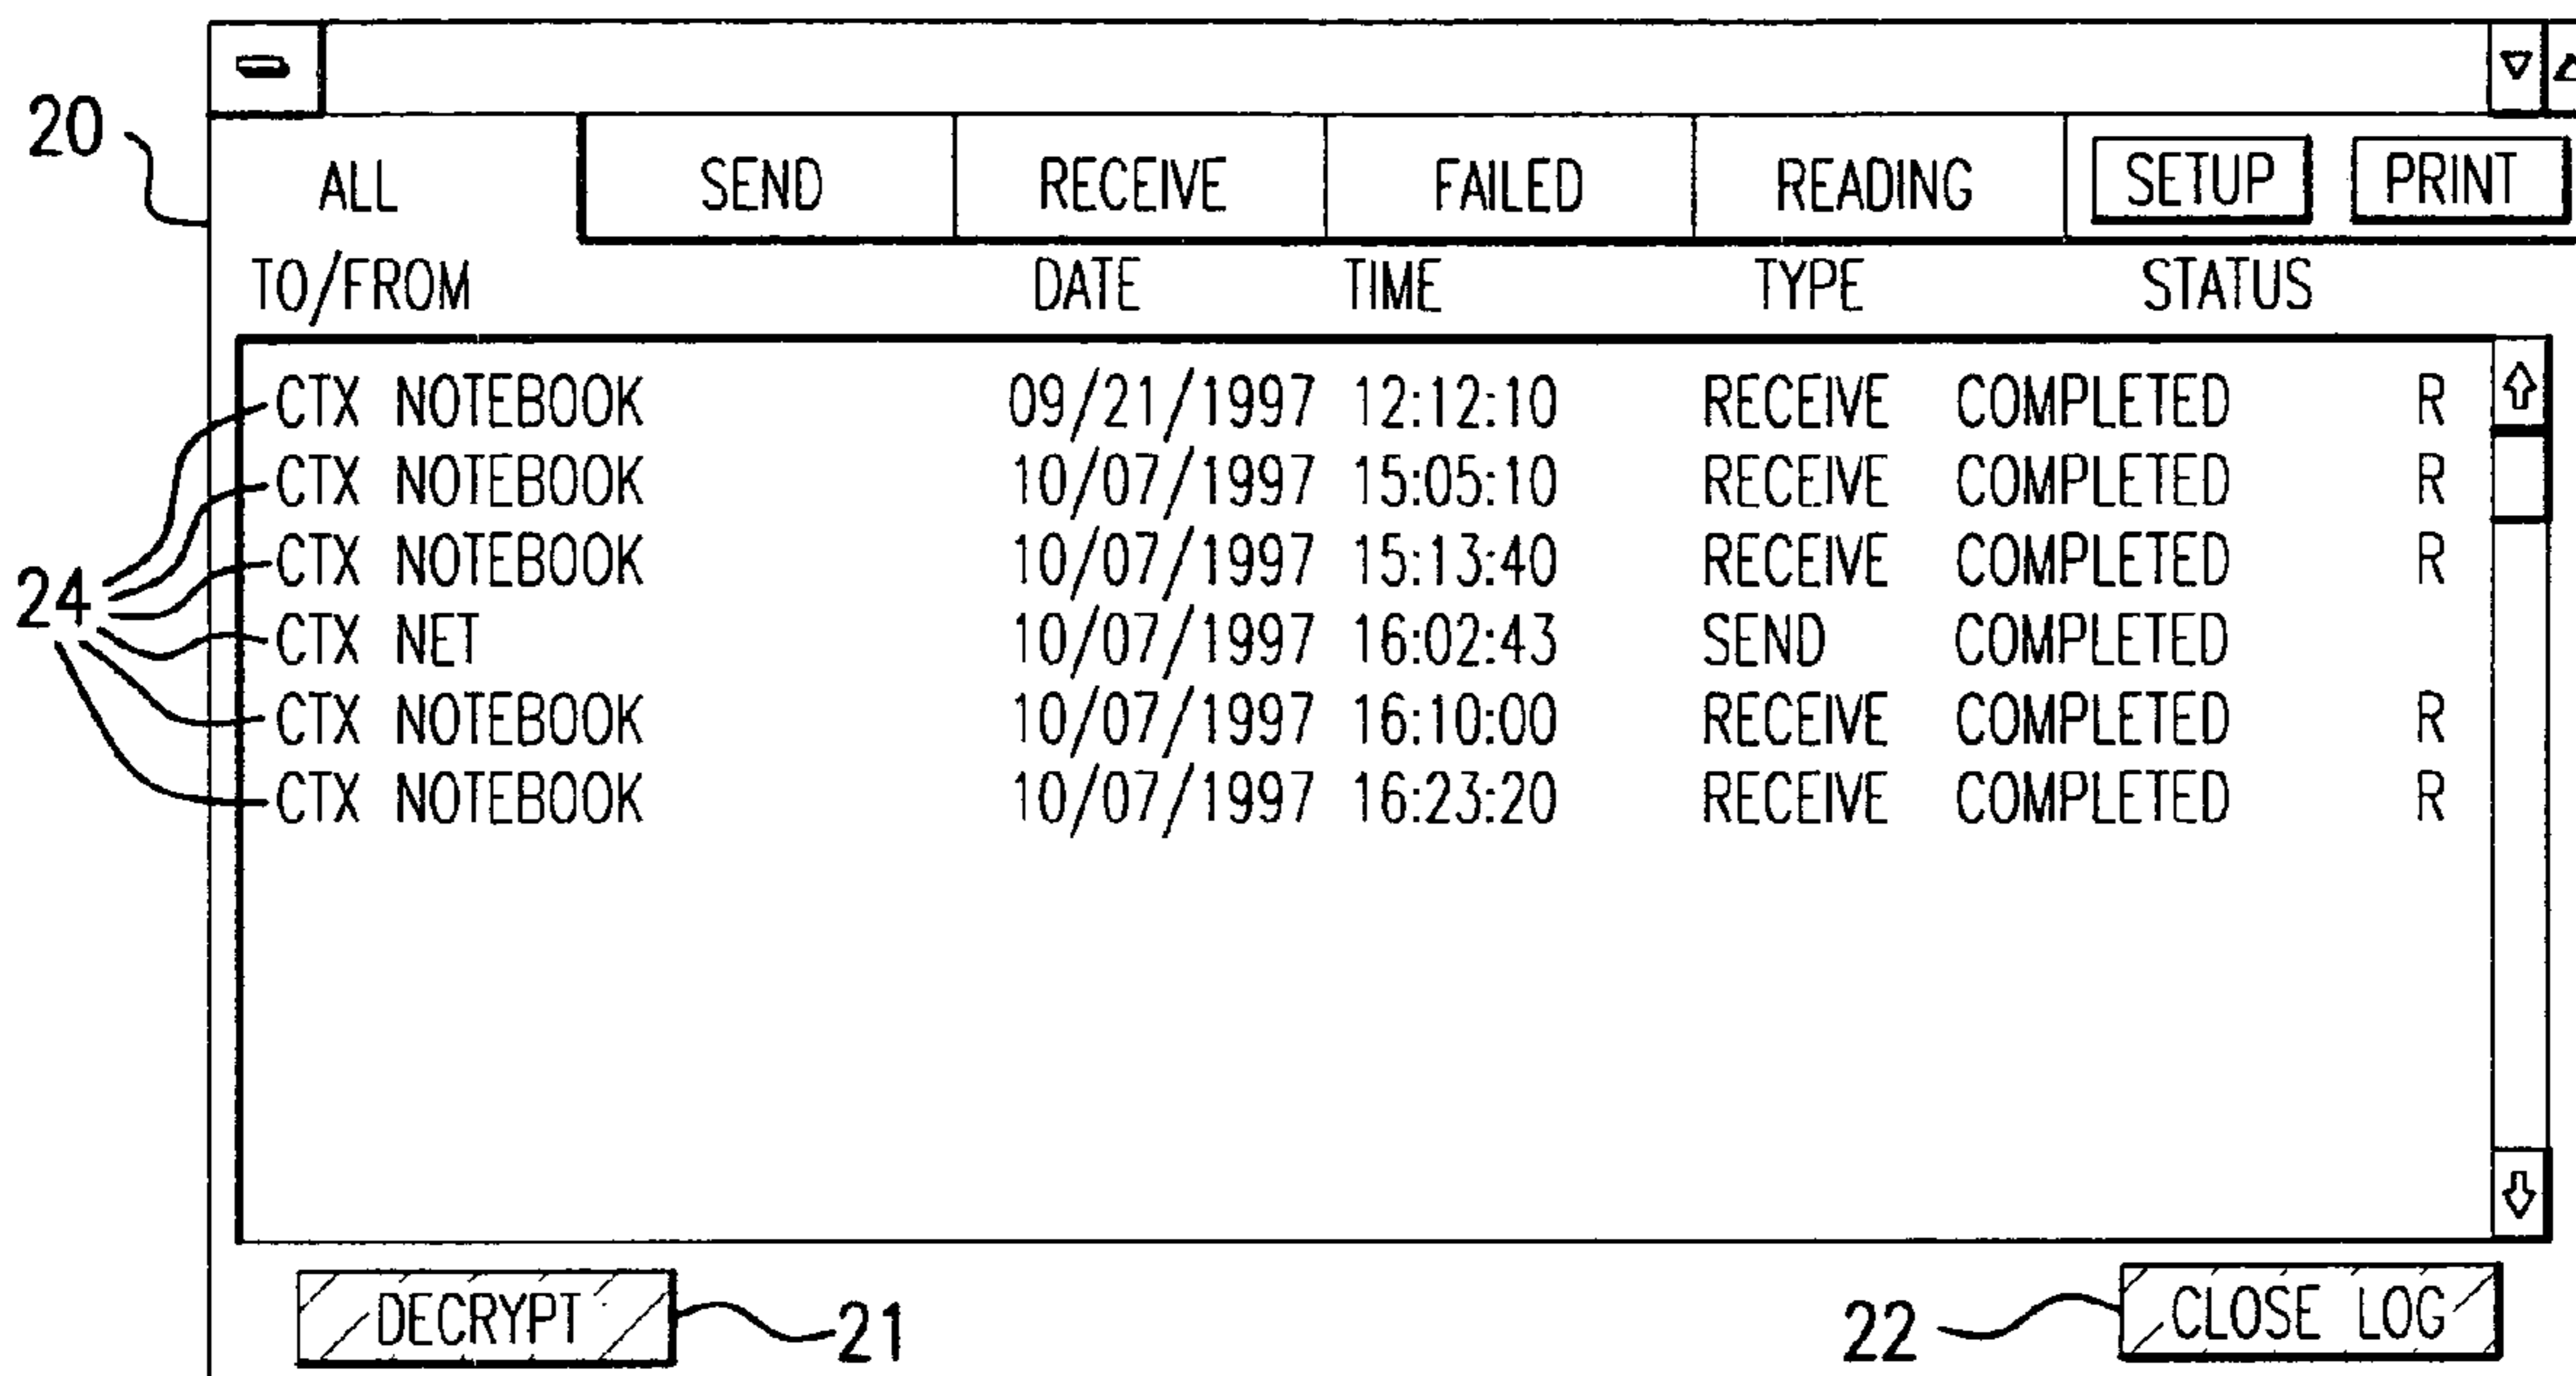 20
ALL SEND RECEIVE FAILED READING SETUP PRINT
TO/FROM DATE TIME TYPE STATUS
CTX NOTEBOOK 09/21/1997 12:12:10 RECEIVE COMPLETED R
CTX NOTEBOOK 10/07/1997 15:05:10 RECEIVE COMPLETED R
CTX NOTEBOOK 10/07/1997 15:13:40 RECEIVE COMPLETED R
24
CTX NET 10/07/1997 16:02:43 SEND COMPLETED
CTX NOTEBOOK 10/07/1997 16:10:00 RECEIVE COMPLETED R
CTX NOTEBOOK 10/07/1997 16:23:20 RECEIVE COMPLETED R
DECRYPT 21 22 CLOSE LOG